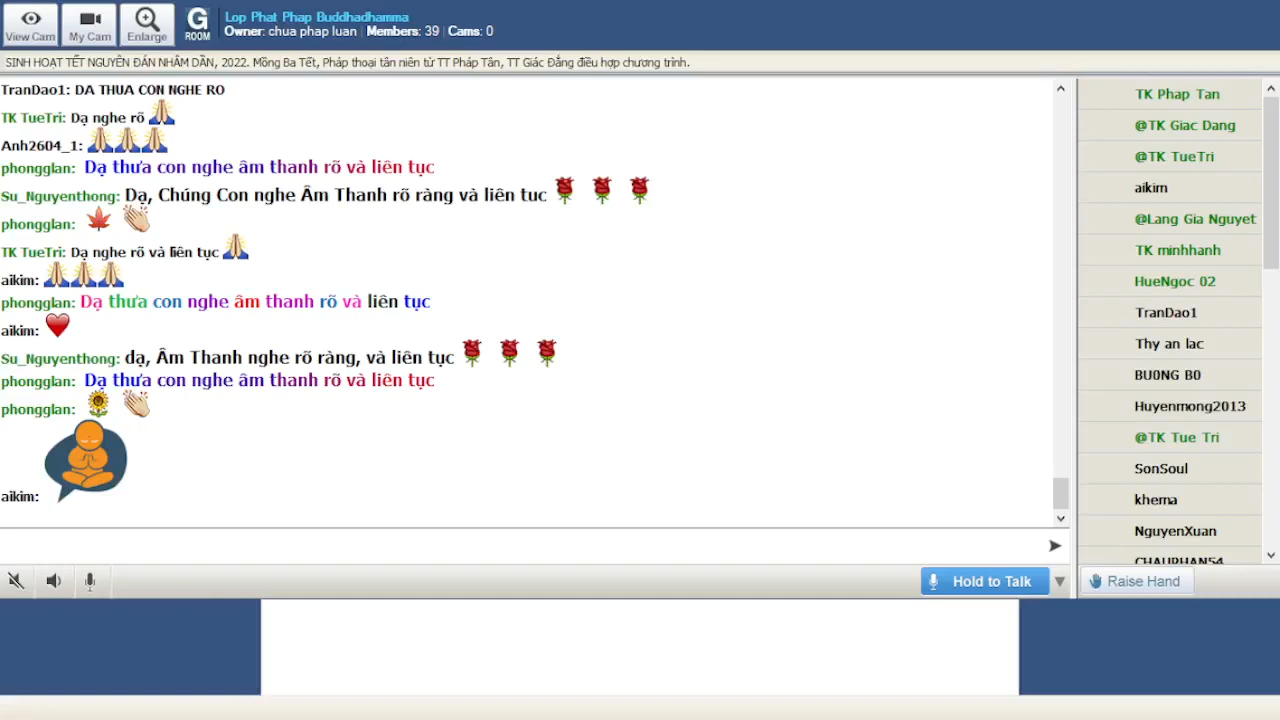 View Cam
My Cam
Enlarge
G
ROOM
Lop Phat Phap Buddhadhamma
Owner: chua phap luan | Members: 39 | Cams: 0
SINH HOẠT TẾT NGUYÊN ĐÁN NHÂM DẦN, 2022. Mồng Ba Tết, Pháp thoại tân niên từ TT Pháp Tân, TT Giác Đẳng điều hợp chương trình.
TranDao1: DA THUA CON NGHE RO
TK TueTri: Dạ nghe rõ
Anh2604_1:
phongglan: Dạ thưa con nghe âm thanh rõ và liên tục
Su_Nguyenthong: Dạ, Chúng Con nghe Âm Thanh rõ ràng và liên tuc
phongglan:
TK TueTri: Dạ nghe rõ và liên tục
aikim:
phongglan: Dạ thưa con nghe âm thanh rõ và liên tục
aikim:
Su_Nguyenthong: dạ, Âm Thanh nghe rõ ràng, và liên tục
phongglan: Dạ thưa con nghe âm thanh rõ và liên tục
phongglan:
aikim:
Hold to Talk
TK Phap Tan
@TK Giac Dang
@TK TueTri
aikim
@Lang Gia Nguyet
TK minhhanh
HueNgoc 02
TranDao1
Thy an lac
BU0NG B0
Huyenmong2013
@TK Tue Tri
SonSoul
khema
NguyenXuan
CHAUPHAN54
Raise Hand